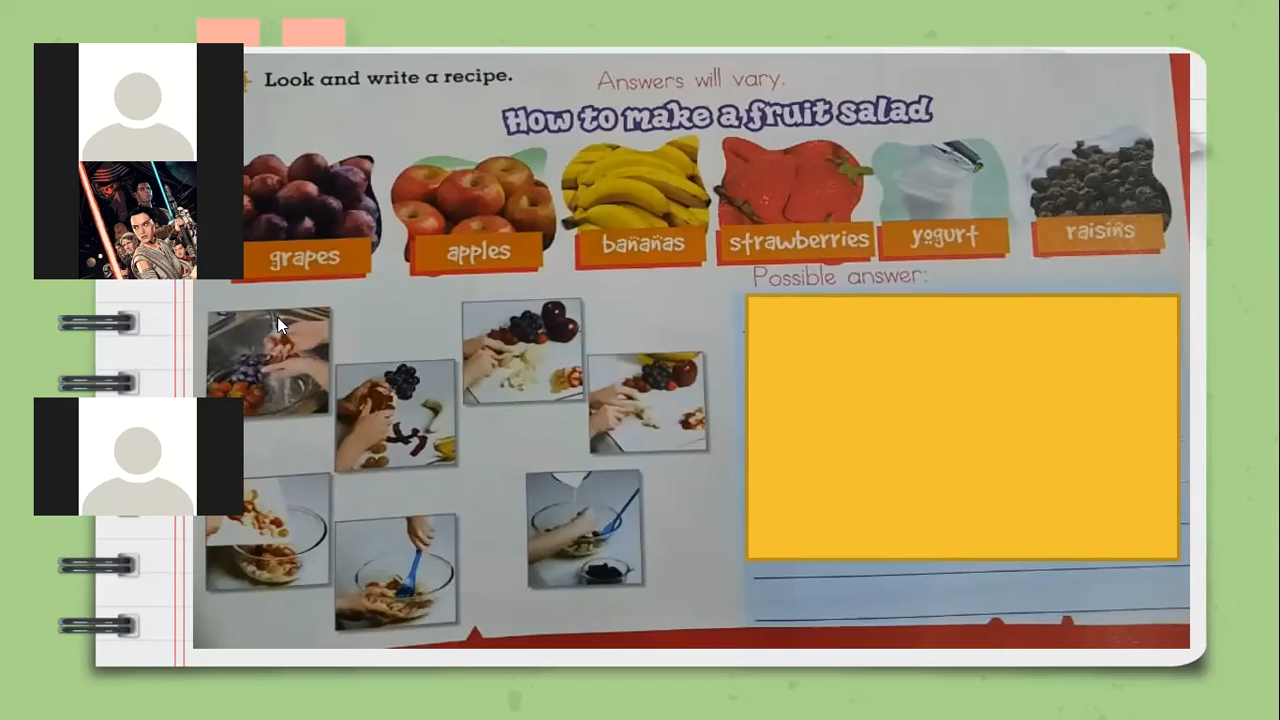 Look and write a recipe.
Answers will vary.
How to make a fruit salad
grapes
apples
bananas
strawberries
yogurt
raisins
Possible answer: